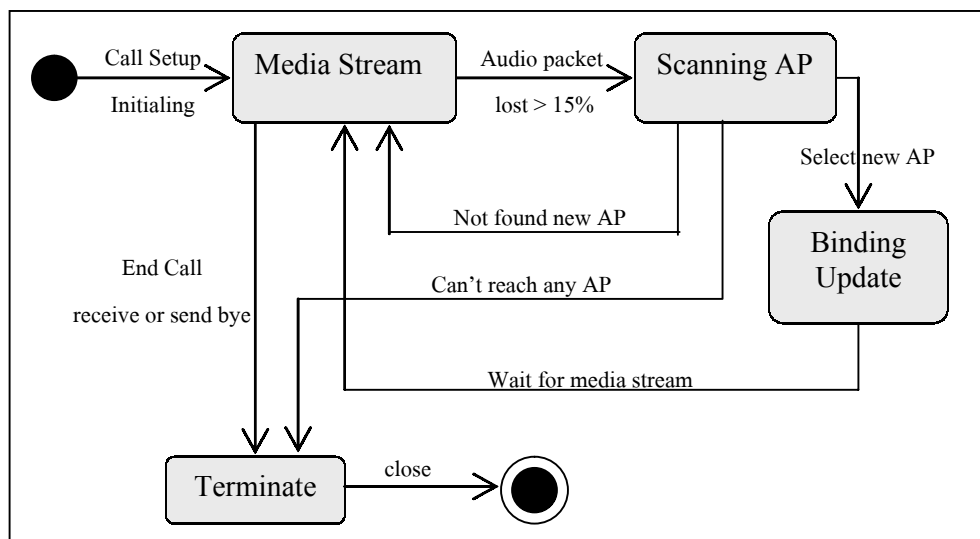 Call Setup
Initialing
Media Stream
Audio packet
lost > 15%
Scanning AP
Select new AP
Not found new AP
Binding
Update
End Call
receive or send bye
Can't reach any AP
Wait for media stream
Terminate
close